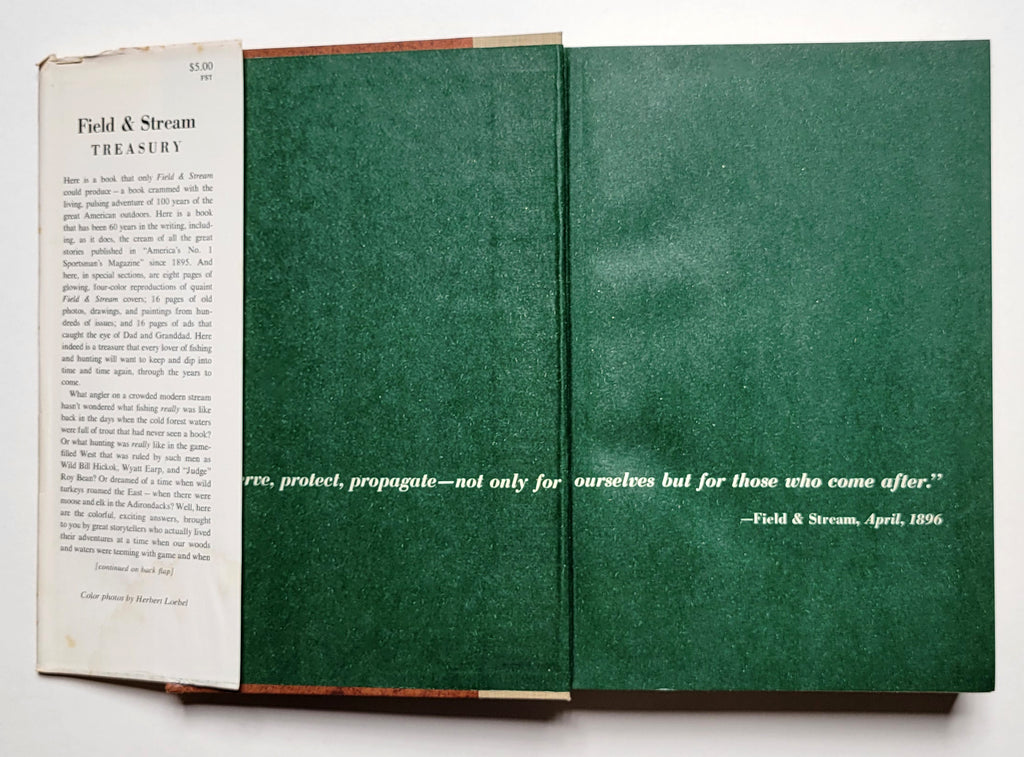 $5.00
FST
Field & Stream
TREASURY
Here is a book that only Field & Stream
could produce – a book crammed with the
living, pulsing adventure of 100 years of the
great American outdoors. Here is a book
that has been 60 years in the writing, includ-
ing, as it does, the cream of all the great
stories published in "America's No. 1
Sportsman's Magazine" since 1895. And
here, in special sections, are eight pages of
glowing, four-color reproductions of quaint
Field & Stream covers; 16 pages of old
photos, drawings, and paintings from hun-
dreds of issues; and 16 pages of ads that
caught the eye of Dad and Granddad. Here
indeed is a treasure that every lover of fishing
and hunting will want to keep and dip into
time and time again, through the years to
come.
What angler on a crowded modern stream
hasn't wondered what fishing really was like
back in the days when the cold forest waters
were full of trout that had never seen a hook?
Or what hunting was really like in the game-
filled West that was ruled by such men as
Wild Bill Hickok, Wyatt Earp, and "Judge"
Roy Bean? Or dreamed of a time when wild
turkeys roamed the East – when there were
moose and elk in the Adirondacks? Well, here
are the colorful, exciting answers, brought
to you by great storytellers who actually lived
their adventures at a time when our woods
and waters were teeming with game and when
[continued on back flap]
Color photos by Herbert Loebel
rve, protect, propagate—not only for ourselves but for those who come after."
—Field & Stream, April, 1896